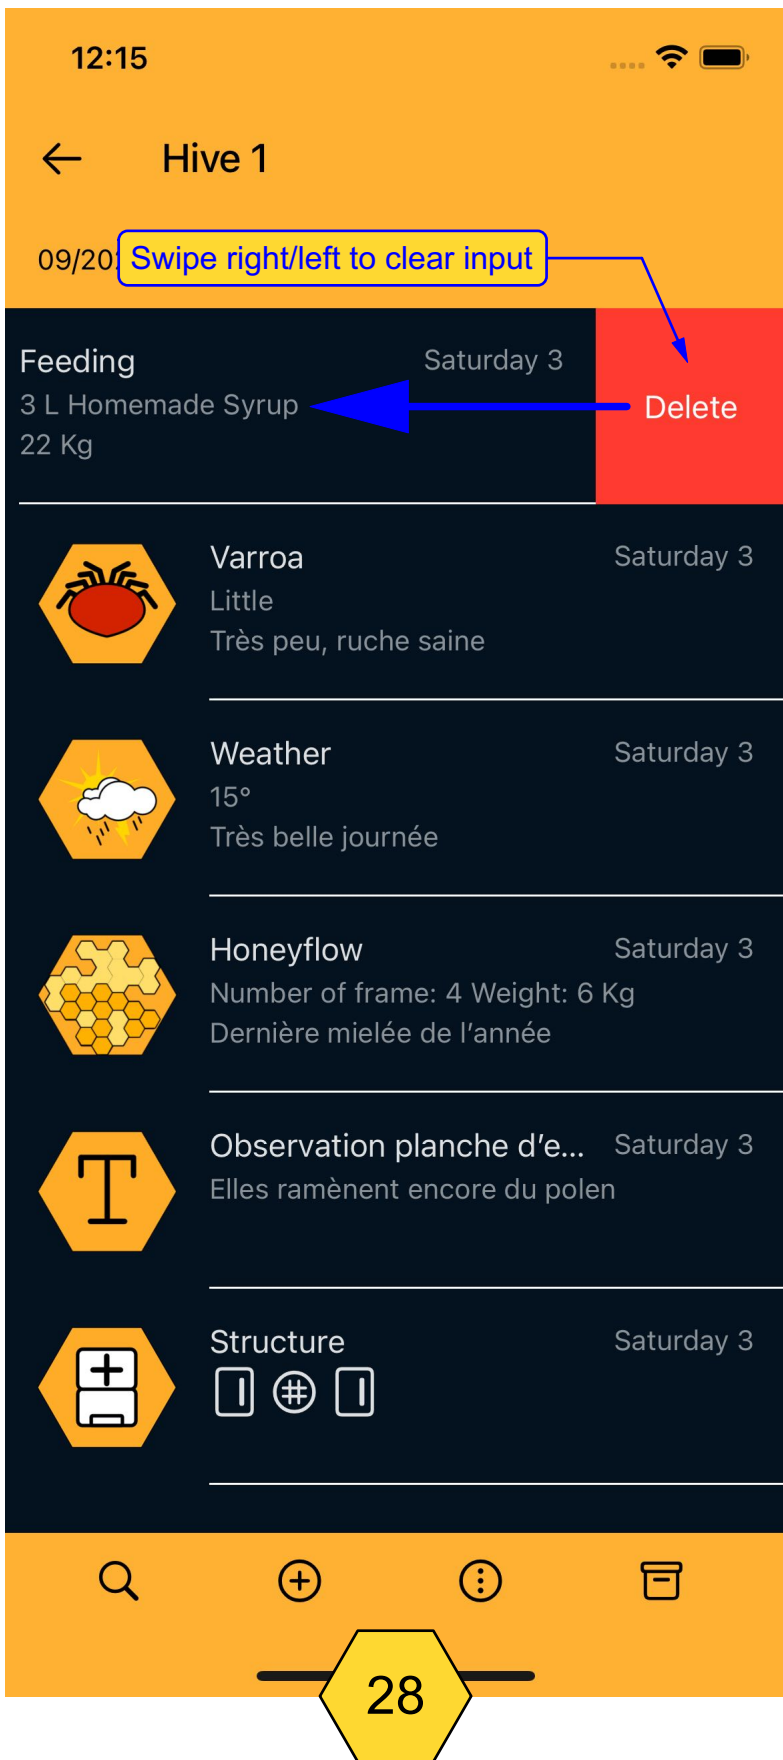 12:15
Hive 1
09/20
Swipe right/left to clear input
Feeding
Saturday 3
3 L Homemade Syrup
22 Kg
Delete
Varroa
Saturday 3
Little
Très peu, ruche saine
Weather
Saturday 3
15°
Très belle journée
Honeyflow
Saturday 3
Number of frame: 4 Weight: 6 Kg
Dernière mielée de l’année
Observation planche d’e...
Saturday 3
Elles ramènent encore du polen
Structure
Saturday 3
28